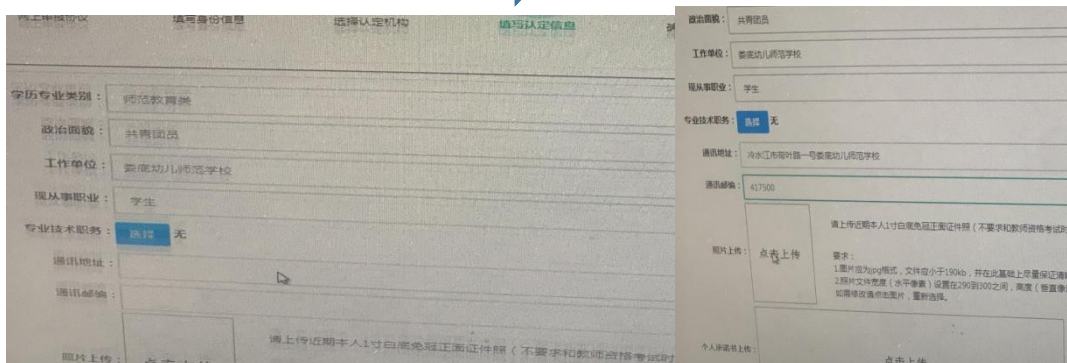 网上申报协议 填写身份信息 选择认定机构 填写认定信息
学历专业类别： 师范教育类
政治面貌： 共青团员
工作单位： 娄底幼儿师范学校
现从事职业： 学生
专业技术职务： 选择 无
通讯地址：
通讯邮编：
请上传近期本人1寸白底免冠正面证件照（不要求和教师资格考试时
照片上传： 点击上传
政治面貌： 共青团员
工作单位： 娄底幼儿师范学校
现从事职业： 学生
专业技术职务： 选择 无
通讯地址： 冷水江市荷叶路一号娄底幼儿师范学校
通讯邮编： 417500
请上传近期本人1寸白底免冠正面证件照（不要求和教师资格考试时
照片上传： 点击上传
要求：
1.图片应为jpg格式，文件应小于190kb，并在此基础上尽量保证清晰
2.照片文件宽度（水平像素）设置在290到300之间，高度（垂直像
如需修改请点击图片，重新选择。
个人承诺书上传： 点击上传